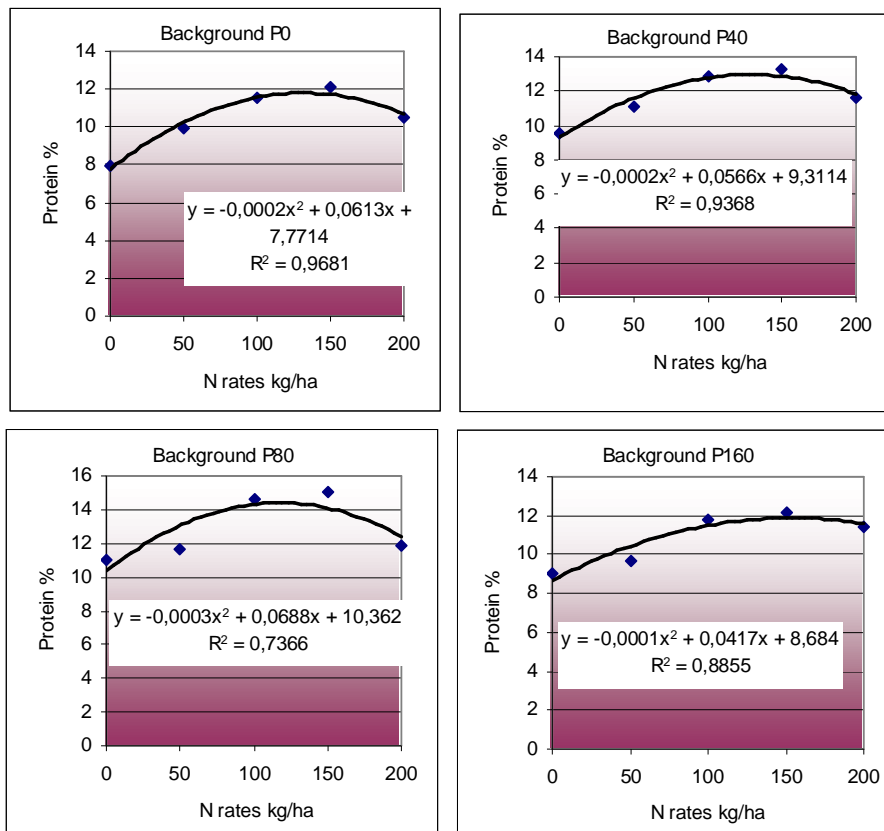 Background P0
14
12
10
8
6
4
2
0
Protein %
y = -0,0002x² + 0,0613x +
7,7714
R² = 0,9681
0 50 100 150 200
N rates kg/ha
Background P40
14
12
10
8
6
4
2
0
Protein %
y = -0,0002x² + 0,0566x + 9,3114
R² = 0,9368
0 50 100 150 200
N rates kg/ha
Background P80
16
14
12
10
8
6
4
2
0
Protein %
y = -0,0003x² + 0,0688x + 10,362
R² = 0,7366
0 50 100 150 200
N rates kg/ha
Background P160
14
12
10
8
6
4
2
0
Protein %
y = -0,0001x² + 0,0417x + 8,684
R² = 0,8855
0 50 100 150 200
N rates kg/ha